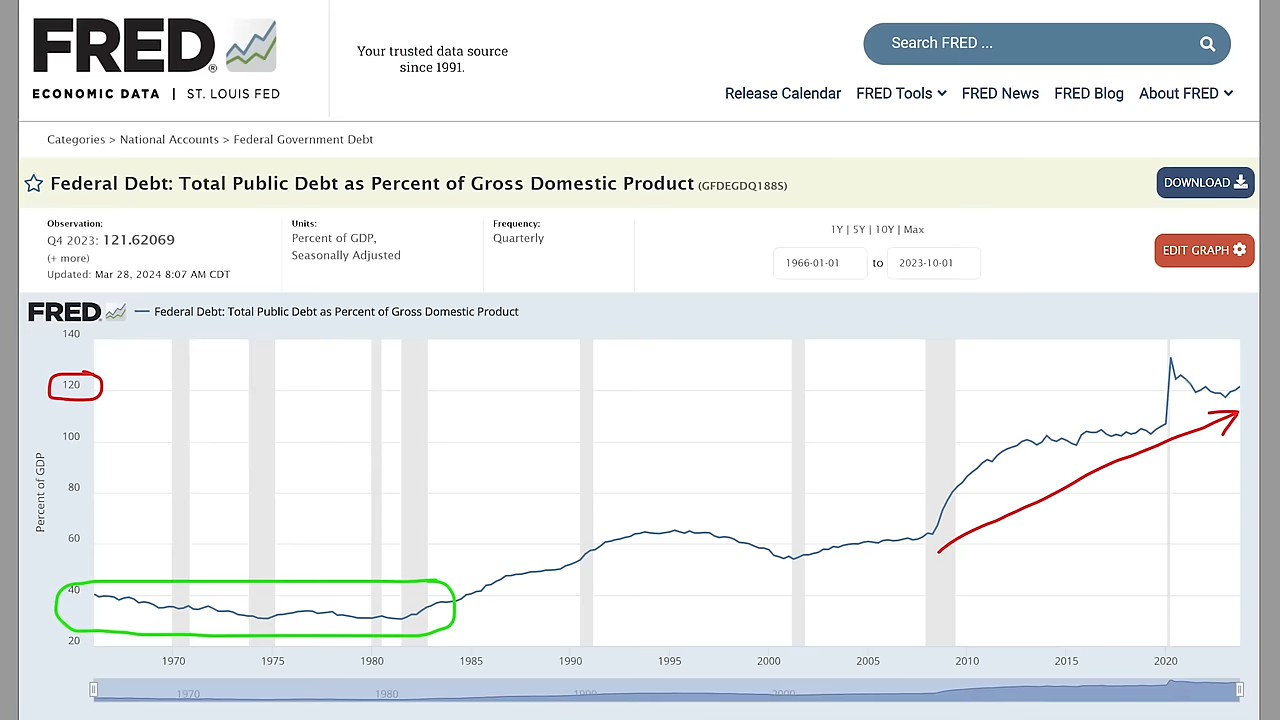 FRED®
ECONOMIC DATA | ST. LOUIS FED
Your trusted data source
since 1991.
Search FRED ...
Release Calendar FRED Tools FRED News FRED Blog About FRED
Categories > National Accounts > Federal Government Debt
Federal Debt: Total Public Debt as Percent of Gross Domestic Product (GFDEGDQ188S)
DOWNLOAD
Observation:
Q4 2023: 121.62069
(+ more)
Updated: Mar 28, 2024 8:07 AM CDT
Units:
Percent of GDP,
Seasonally Adjusted
Frequency:
Quarterly
1Y | 5Y | 10Y | Max
1966-01-01 to 2023-10-01
EDIT GRAPH
FRED Federal Debt: Total Public Debt as Percent of Gross Domestic Product
140
120
100
80
60
40
20
Percent of GDP
1970 1975 1980 1985 1990 1995 2000 2005 2010 2015 2020
1970 1980 1990 2000